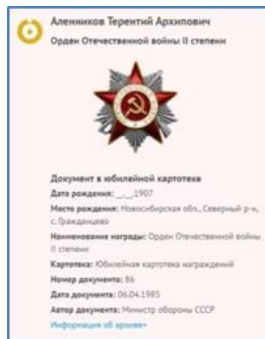 Аленников Терентий Архипович
Орден Отечественной войны II степени
Документ в юбилейной картотеке
Дата рождения: __.__.1907
Место рождения: Новосибирская обл., Северный р-н,
с. Гражданцево
Наименование награды: Орден Отечественной войны
II степени
Картотека: Юбилейная картотека награждений
Номер документа: 86
Дата документа: 06.04.1985
Автор документа: Министр обороны СССР
Информация об архиве+